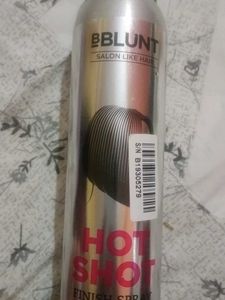 BBLUNT
SALON LIKE HAIR
S/N B19305279
HOT
SHOT
FINISH SPRAY